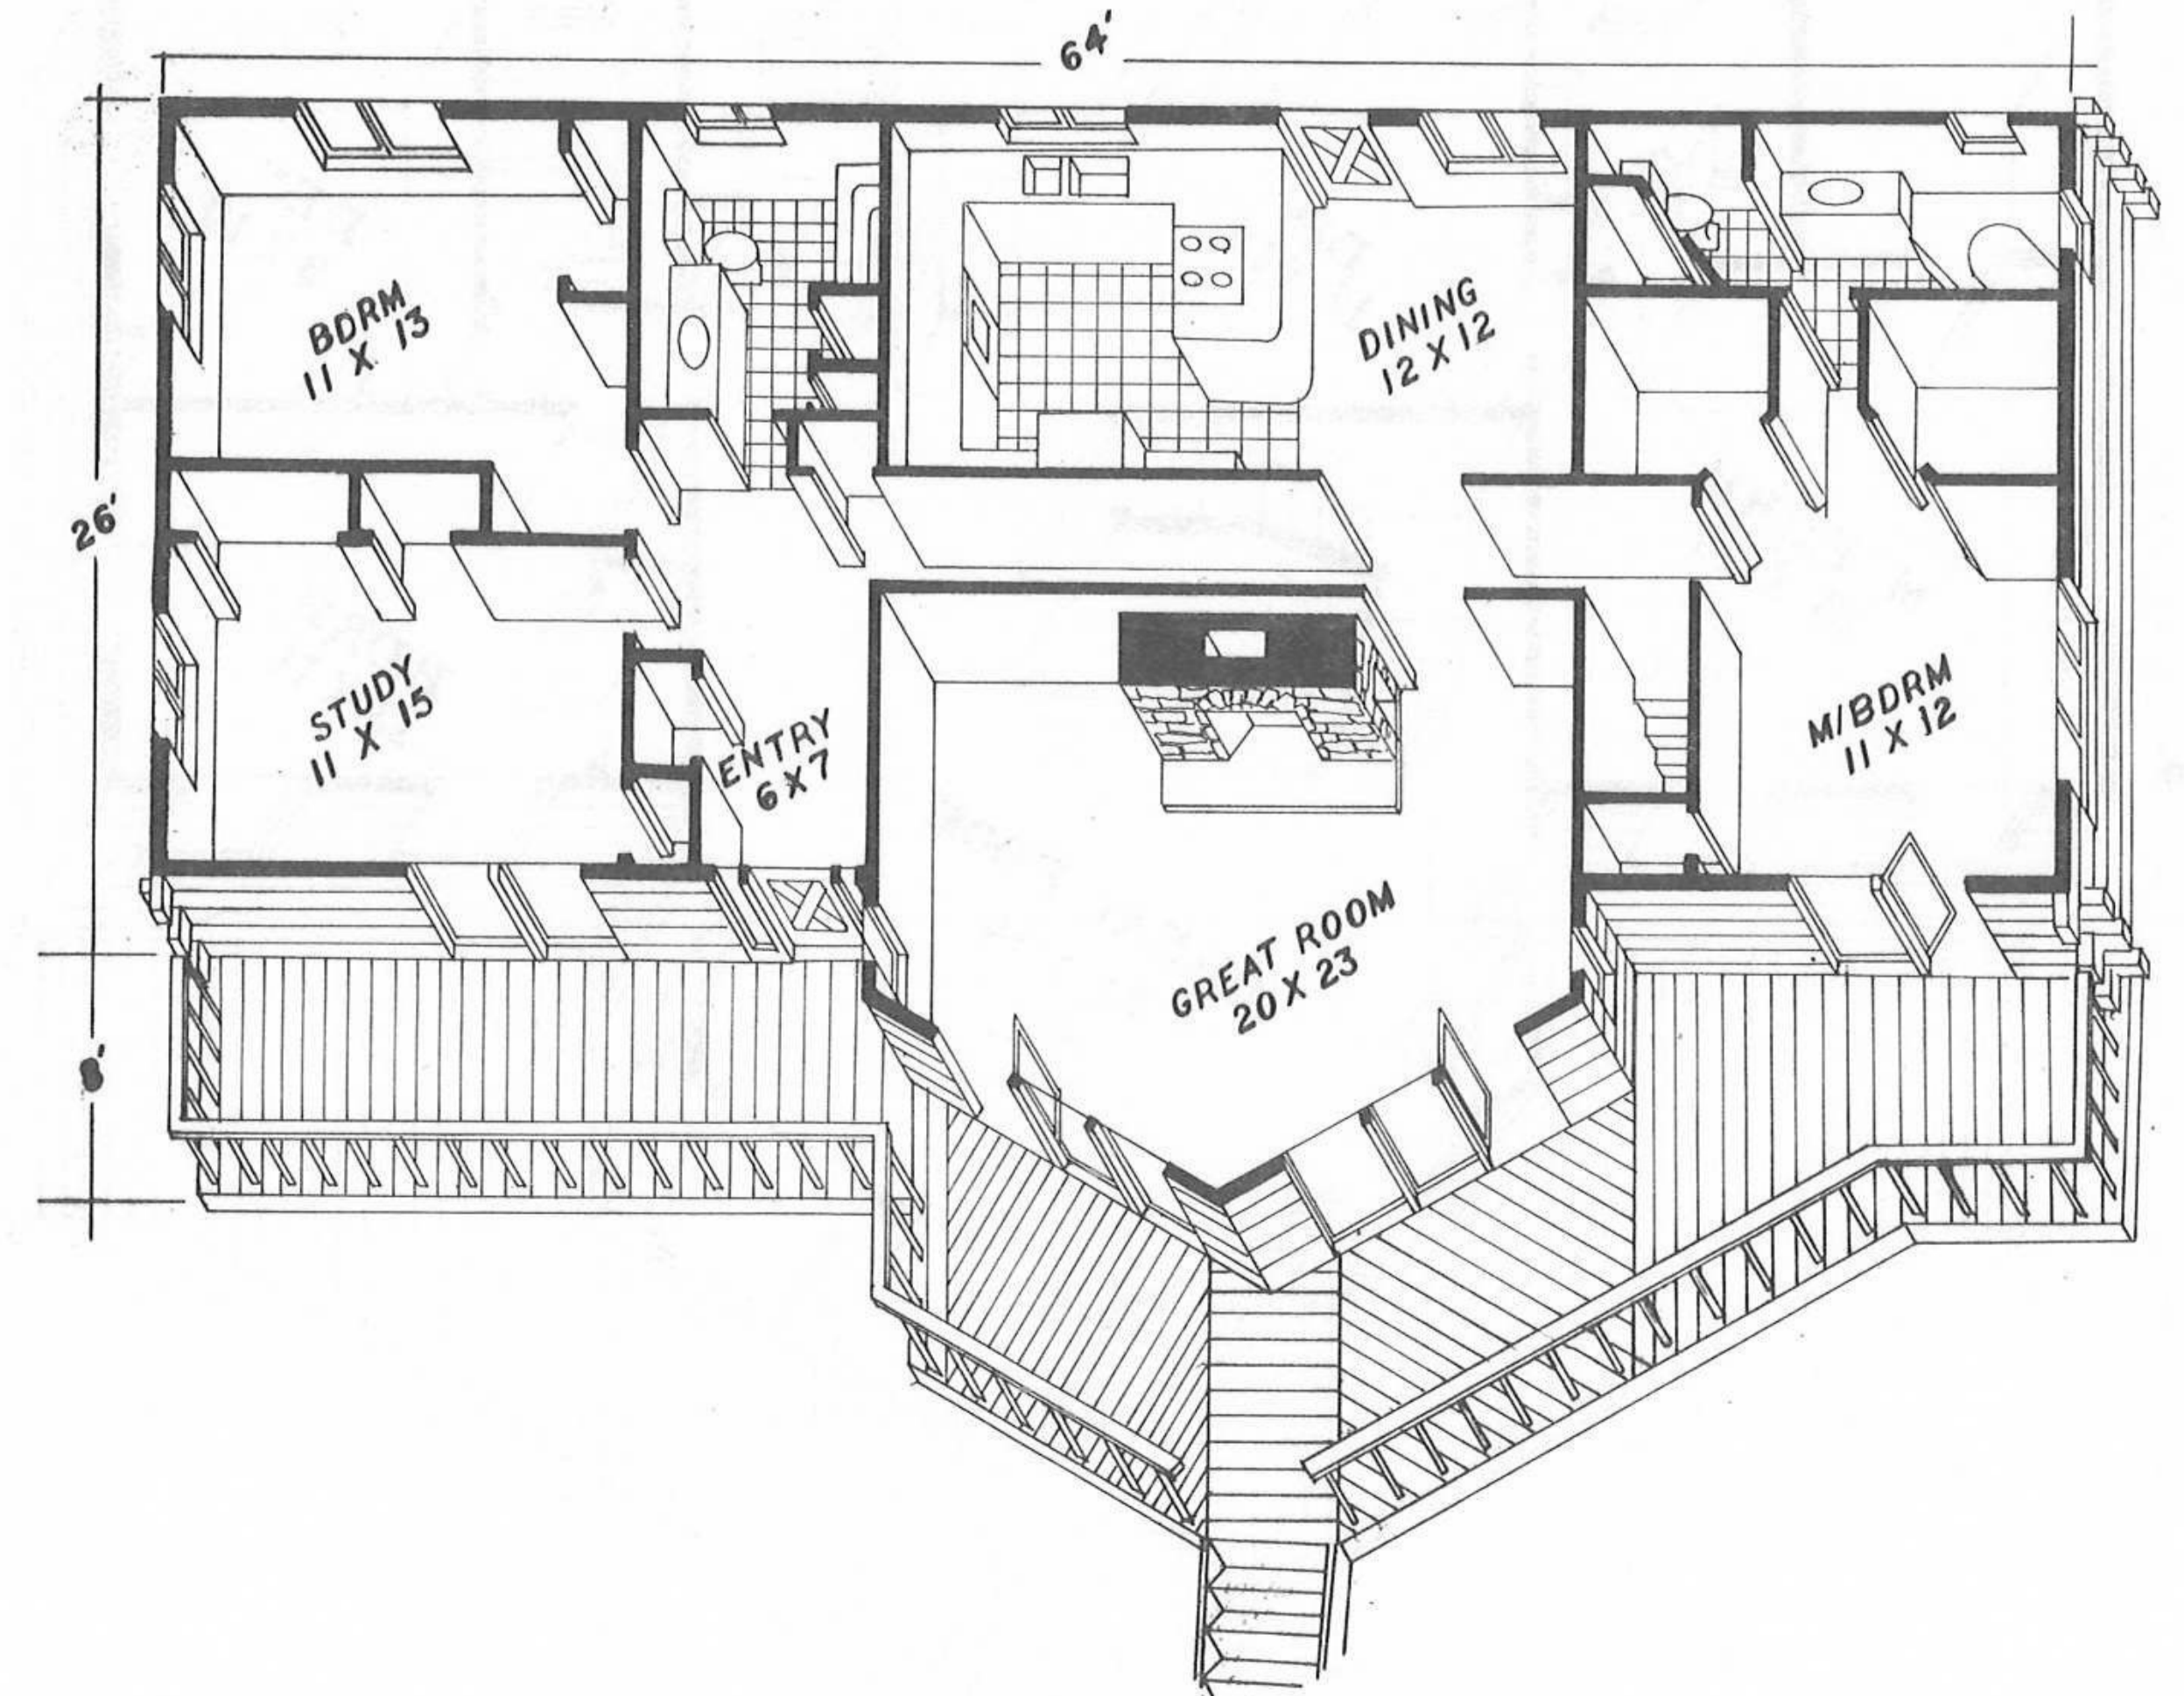 64'
26'
8'
BDRM
11 X 13
DINING
12 X 12
STUDY
11 X 15
ENTRY
6 X 7
M/BDRM
11 X 12
GREAT ROOM
20 X 23